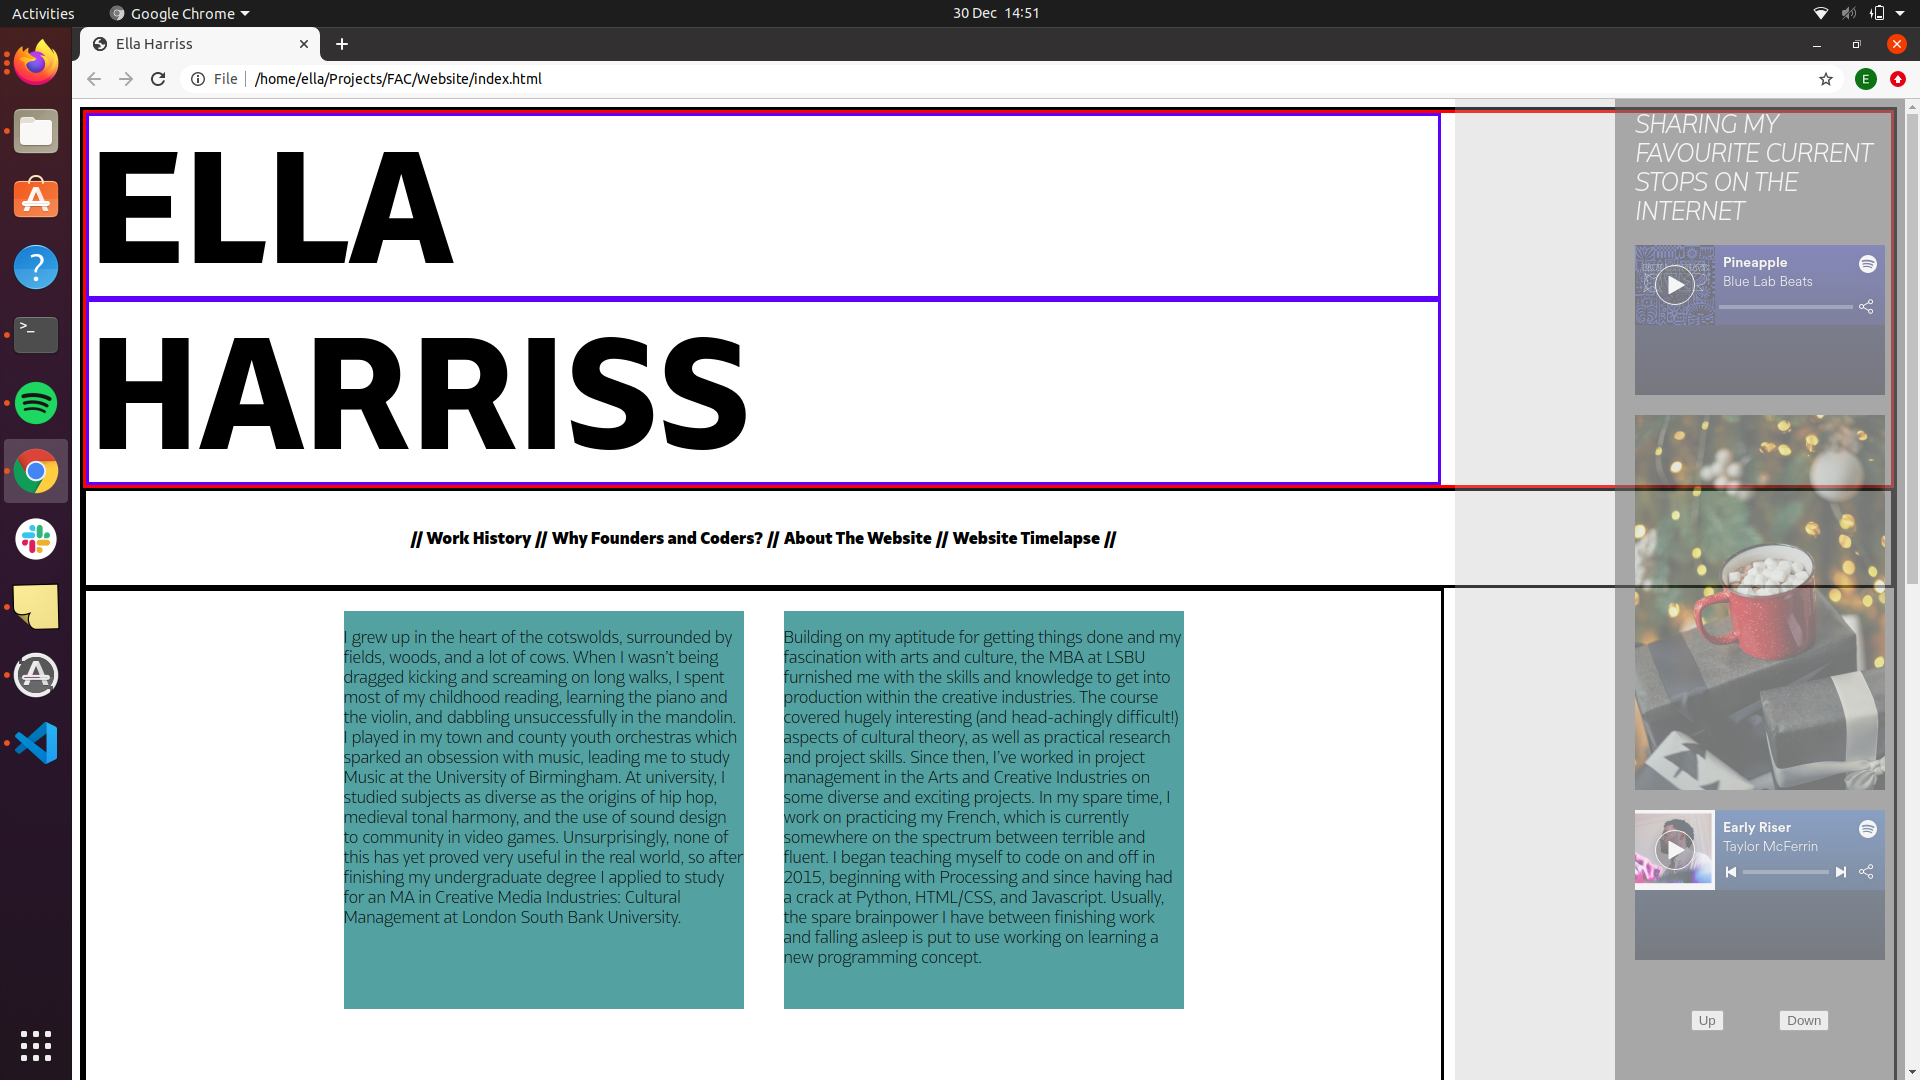 Activities
Google Chrome
30 Dec 14:51
Ella Harriss
File
/home/ella/Projects/FAC/Website/index.html
E
ELLA
HARRISS
// Work History // Why Founders and Coders? // About The Website // Website Timelapse //
I grew up in the heart of the cotswolds, surrounded by
fields, woods, and a lot of cows. When I wasn't being
dragged kicking and screaming on long walks, I spent
most of my childhood reading, learning the piano and
the violin, and dabbling unsuccessfully in the mandolin.
I played in my town and county youth orchestras which
sparked an obsession with music, leading me to study
Music at the University of Birmingham. At university, I
studied subjects as diverse as the origins of hip hop,
medieval tonal harmony, and the use of sound design
to community in video games. Unsurprisingly, none of
this has yet proved very useful in the real world, so after
finishing my undergraduate degree I applied to study
for an MA in Creative Media Industries: Cultural
Management at London South Bank University.
Building on my aptitude for getting things done and my
fascination with arts and culture, the MBA at LSBU
furnished me with the skills and knowledge to get into
production within the creative industries. The course
covered hugely interesting (and head-achingly difficult!)
aspects of cultural theory, as well as practical research
and project skills. Since then, I've worked in project
management in the Arts and Creative Industries on
some diverse and exciting projects. In my spare time, I
work on practicing my French, which is currently
somewhere on the spectrum between terrible and
fluent. I began teaching myself to code on and off in
2015, beginning with Processing and since having had
a crack at Python, HTML/CSS, and Javascript. Usually,
the spare brainpower I have between finishing work
and falling asleep is put to use working on learning a
new programming concept.
SHARING MY
FAVOURITE CURRENT
STOPS ON THE
INTERNET
Pineapple
Blue Lab Beats
Early Riser
Taylor McFerrin
Up
Down